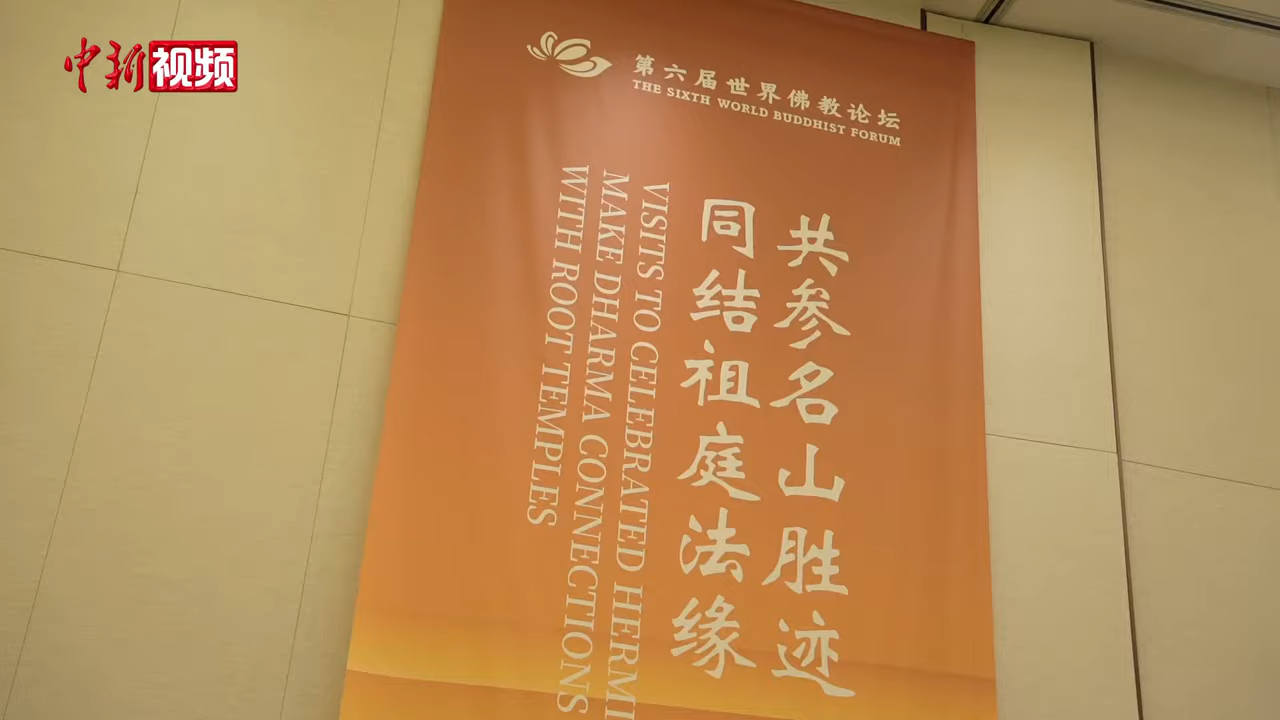 中新视频
第六届世界佛教论坛
THE SIXTH WORLD BUDDHIST FORUM
共参名山胜迹
同结祖庭法缘
VISITS TO CELEBRATED
MAKE DHARMA CONNECTIONS
WITH ROOT TEMPLES